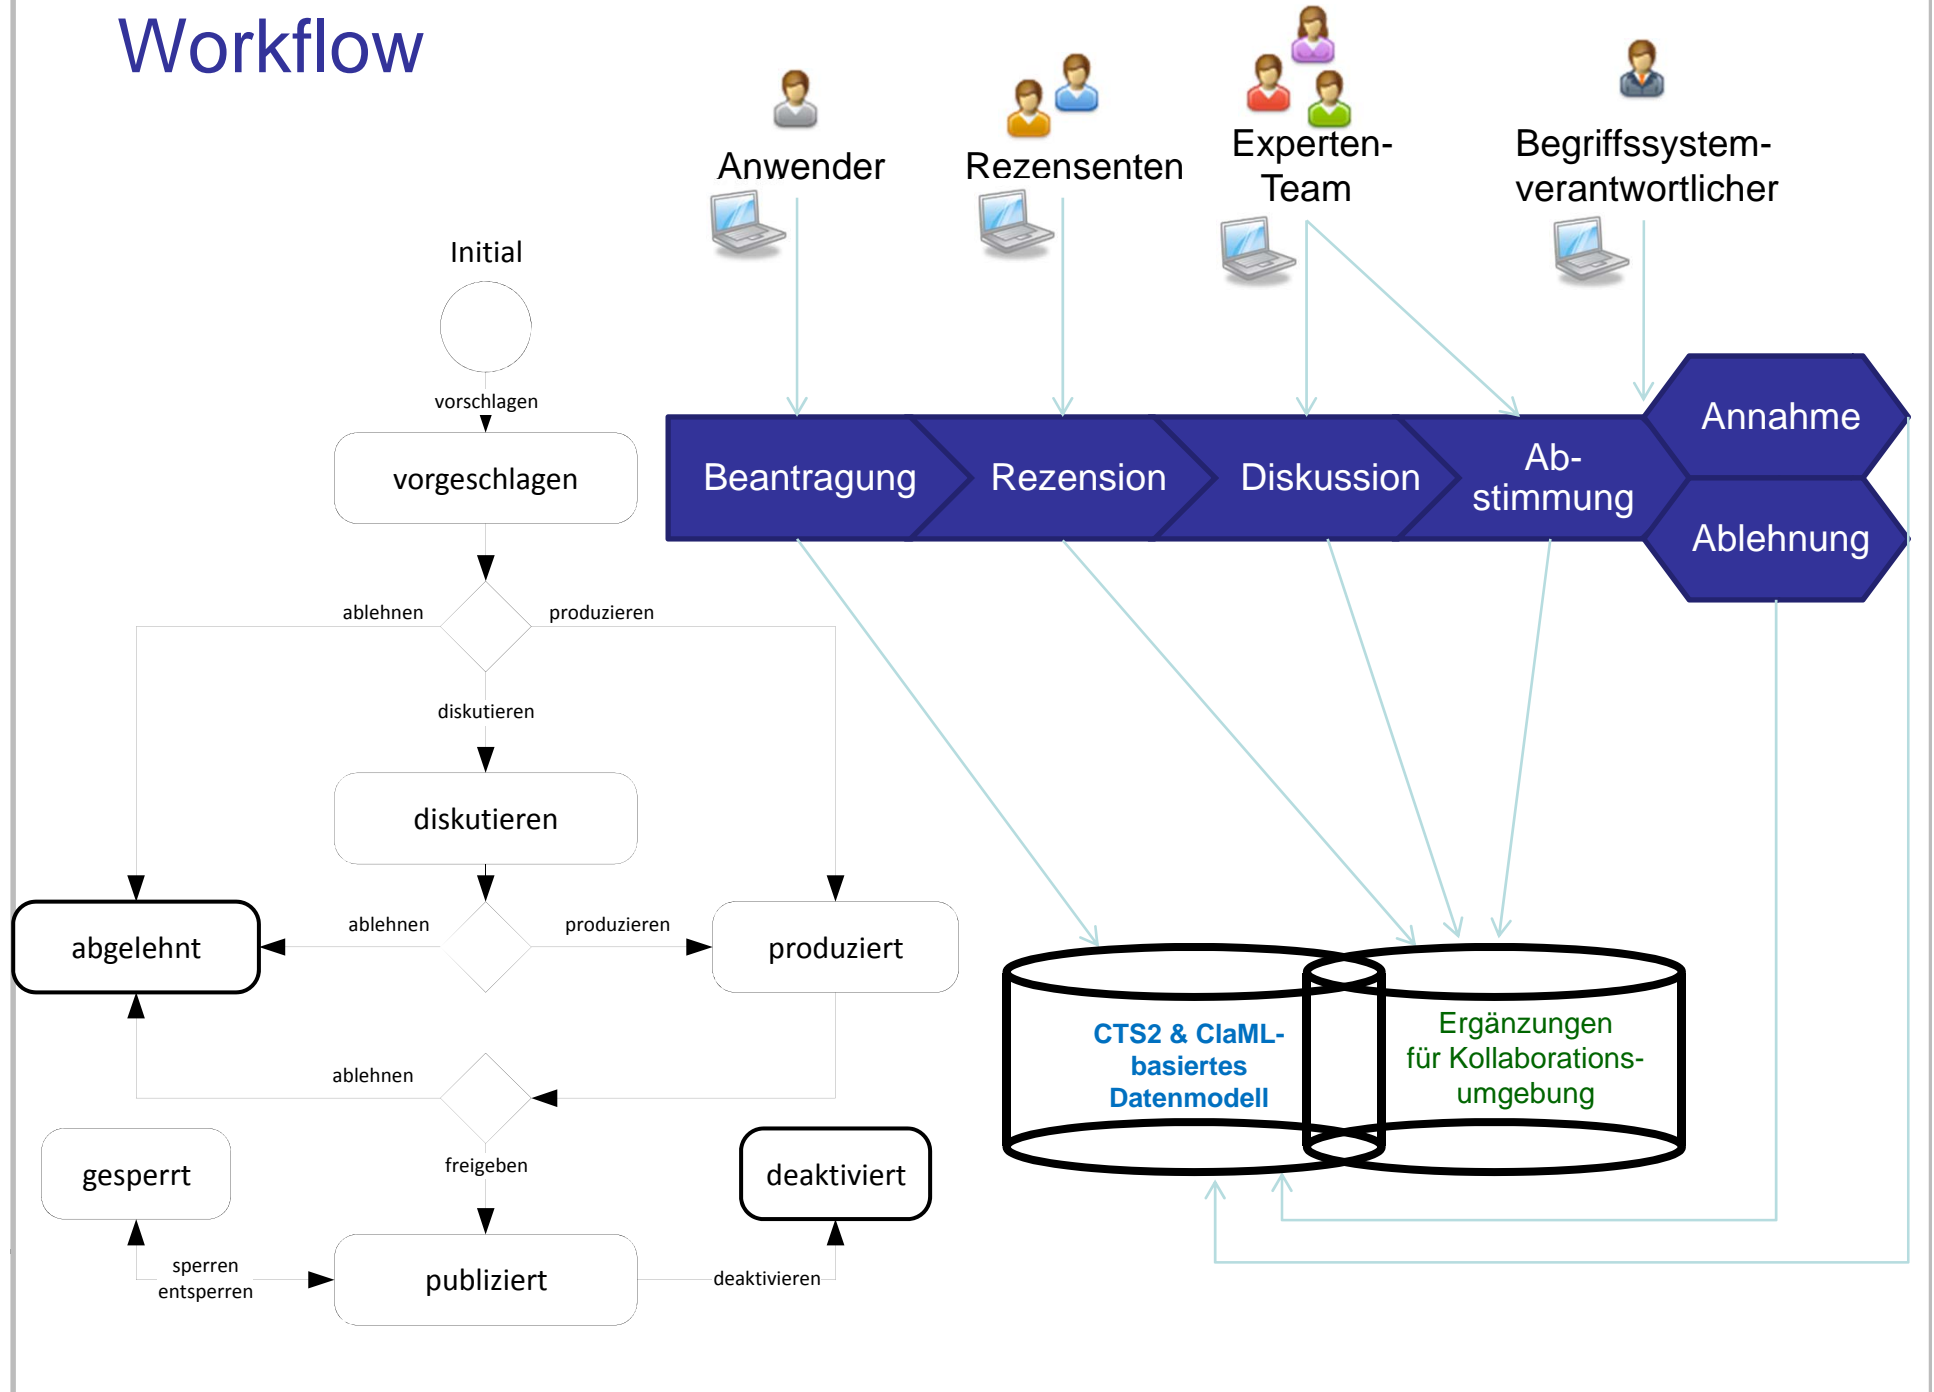 Workflow
Anwender
Rezensenten
Experten-
Team
Begriffssystem-
verantwortlicher
Initial
vorschlagen
vorgeschlagen
ablehnen
produzieren
diskutieren
diskutieren
ablehnen
produzieren
abgelehnt
produziert
ablehnen
freigeben
gesperrt
deaktiviert
sperren
entsperren
publiziert
deaktivieren
Beantragung
Rezension
Diskussion
Ab-
stimmung
Annahme
Ablehnung
CTS2 & ClaML-
basiertes
Datenmodell
Ergänzungen
für Kollaborations-
umgebung